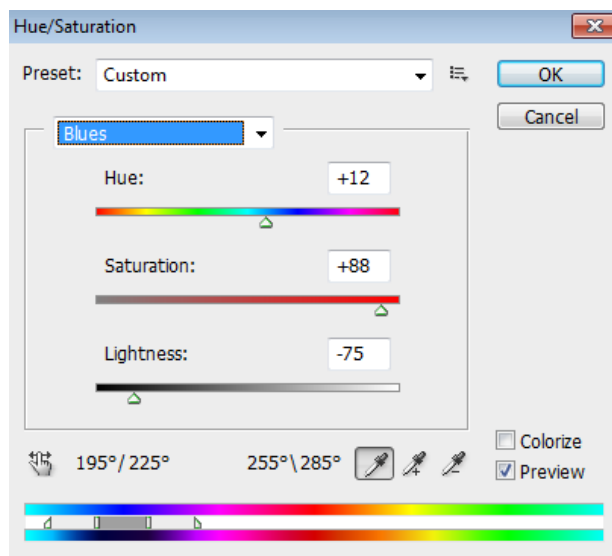 Hue/Saturation
Preset: Custom
OK
Cancel
Blues
Hue: +12
Saturation: +88
Lightness: -75
Colorize
195°/225° 255°\285°
Preview